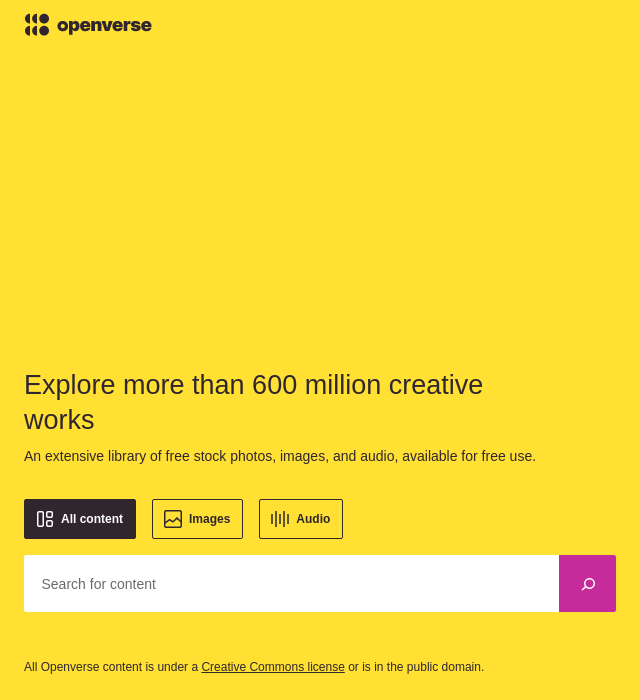 openverse
Explore more than 600 million creative
works
An extensive library of free stock photos, images, and audio, available for free use.
All content
Images
Audio
Search for content
All Openverse content is under a Creative Commons license or is in the public domain.